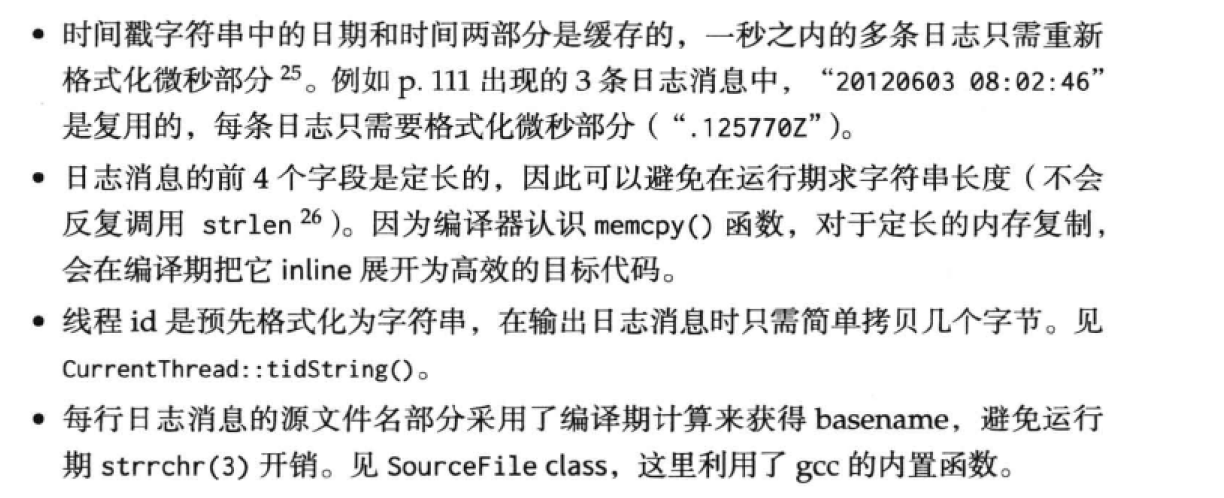 • 时间戳字符串中的日期和时间两部分是缓存的，一秒之内的多条日志只需重新
格式化微秒部分 25。例如 p. 111 出现的 3 条日志消息中，“20120603 08:02:46”
是复用的，每条日志只需要格式化微秒部分（“.125770Z”）。
• 日志消息的前 4 个字段是定长的，因此可以避免在运行期求字符串长度（不会
反复调用 strlen 26）。因为编译器认识 memcpy() 函数，对于定长的内存复制，
会在编译期把它 inline 展开为高效的目标代码。
• 线程 id 是预先格式化为字符串，在输出日志消息时只需简单拷贝几个字节。见
CurrentThread::tidString()。
• 每行日志消息的源文件名部分采用了编译期计算来获得 basename，避免运行
期 strrchr(3) 开销。见 SourceFile class，这里利用了 gcc 的内置函数。